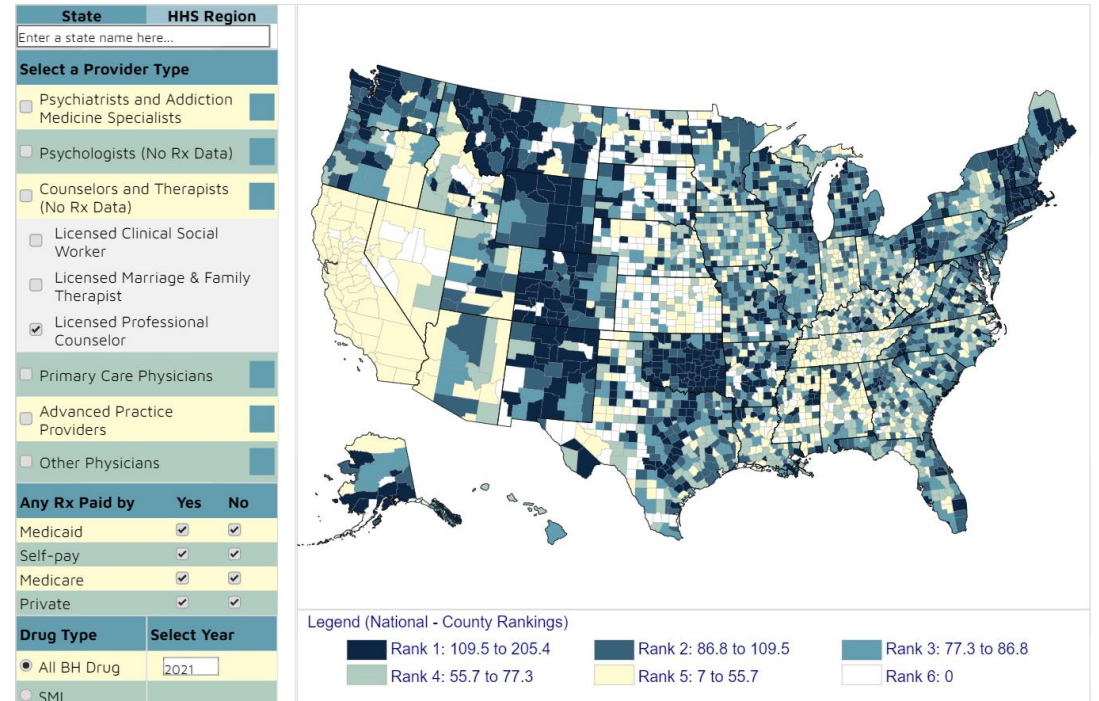 State HHS Region
Enter a state name here...
Select a Provider Type
Psychiatrists and Addiction
Medicine Specialists
Psychologists (No Rx Data)
Counselors and Therapists
(No Rx Data)
Licensed Clinical Social
Worker
Licensed Marriage & Family
Therapist
Licensed Professional
Counselor
Primary Care Physicians
Advanced Practice
Providers
Other Physicians
Any Rx Paid by Yes No
Medicaid
Self-pay
Medicare
Private
Drug Type Select Year
All BH Drug 2021
SMI
Legend (National - County Rankings)
Rank 1: 109.5 to 205.4 Rank 2: 86.8 to 109.5 Rank 3: 77.3 to 86.8
Rank 4: 55.7 to 77.3 Rank 5: 7 to 55.7 Rank 6: 0